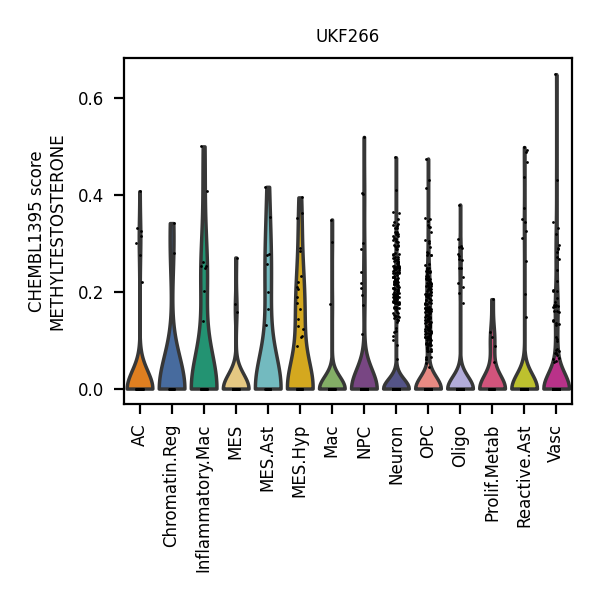 UKF266
CHEMBL1395 score
METHYLTESTOSTERONE
0.6
0.4
0.2
0.0
AC
Chromatin.Reg
Inflammatory.Mac
MES
MES.Ast
MES.Hyp
Mac
NPC
Neuron
OPC
Oligo
Prolif.Metab
Reactive.Ast
Vasc